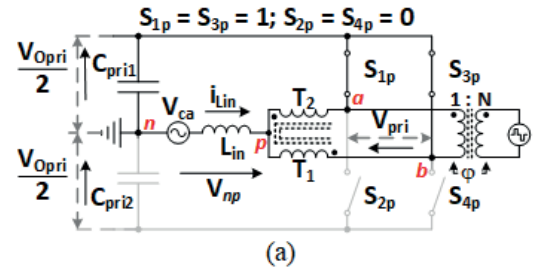 S1p = S3p = 1; S2p = S4p = 0
VOpri
2
Cpri1
n
Vca
iLin
Lin
p
T2
T1
a
S1p
S3p
Vpri
1 : N
b
φ
VOpri
2
Cpri2
Vnp
S2p
S4p
(a)